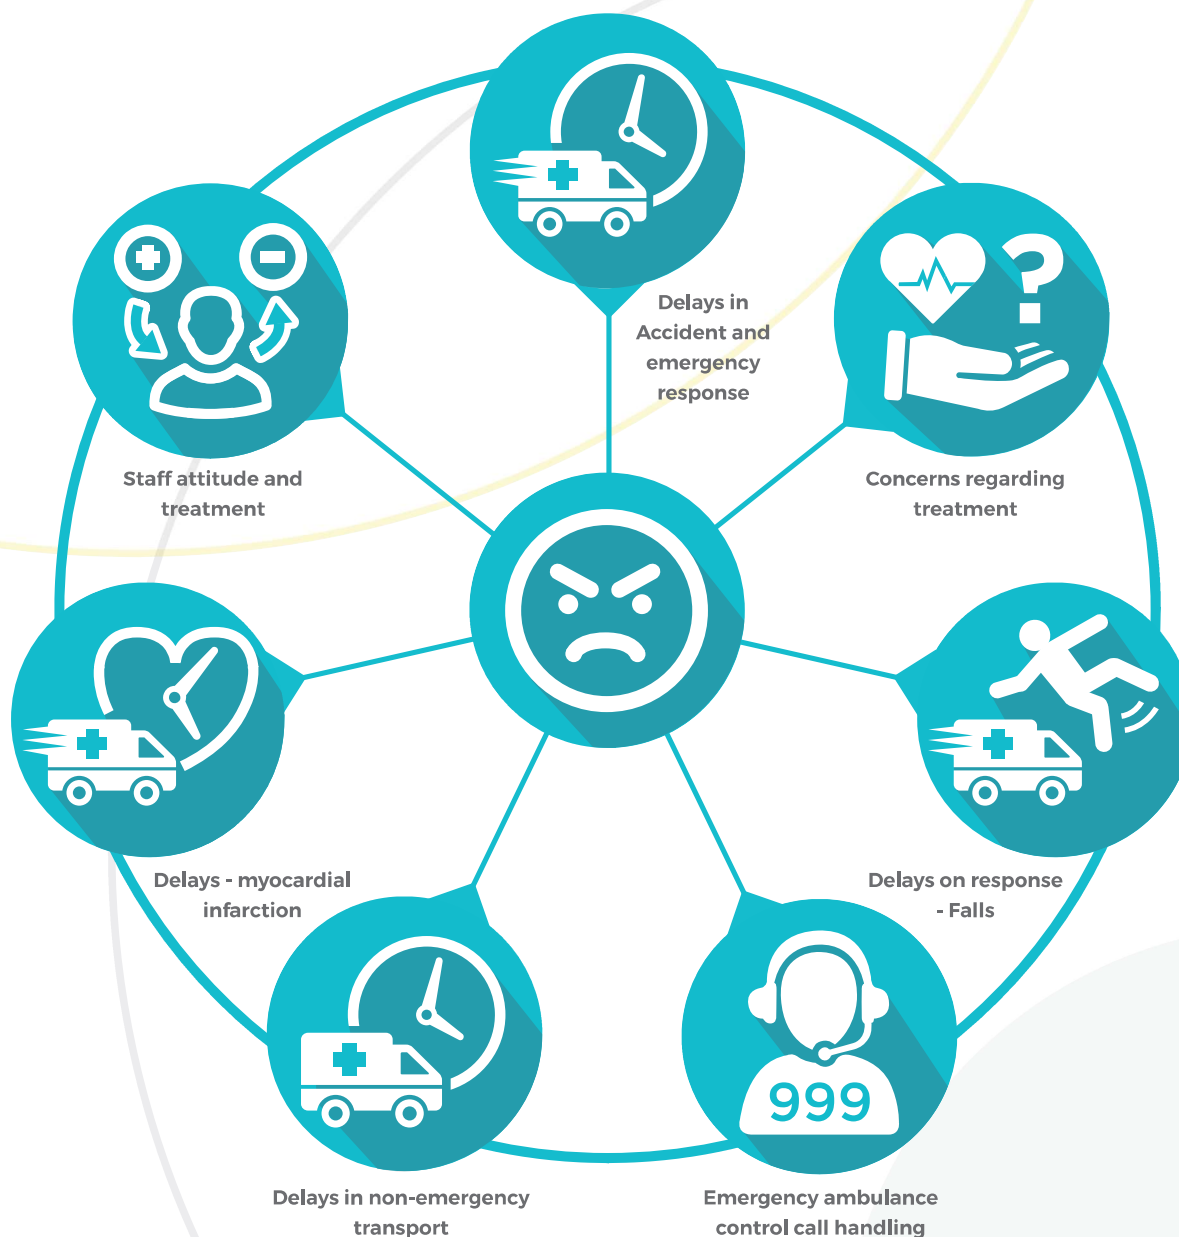 Delays in
Accident and
emergency
response
Staff attitude and
treatment
Concerns regarding
treatment
Delays - myocardial
infarction
Delays on response
- Falls
999
Delays in non-emergency
transport
Emergency ambulance
control call handling